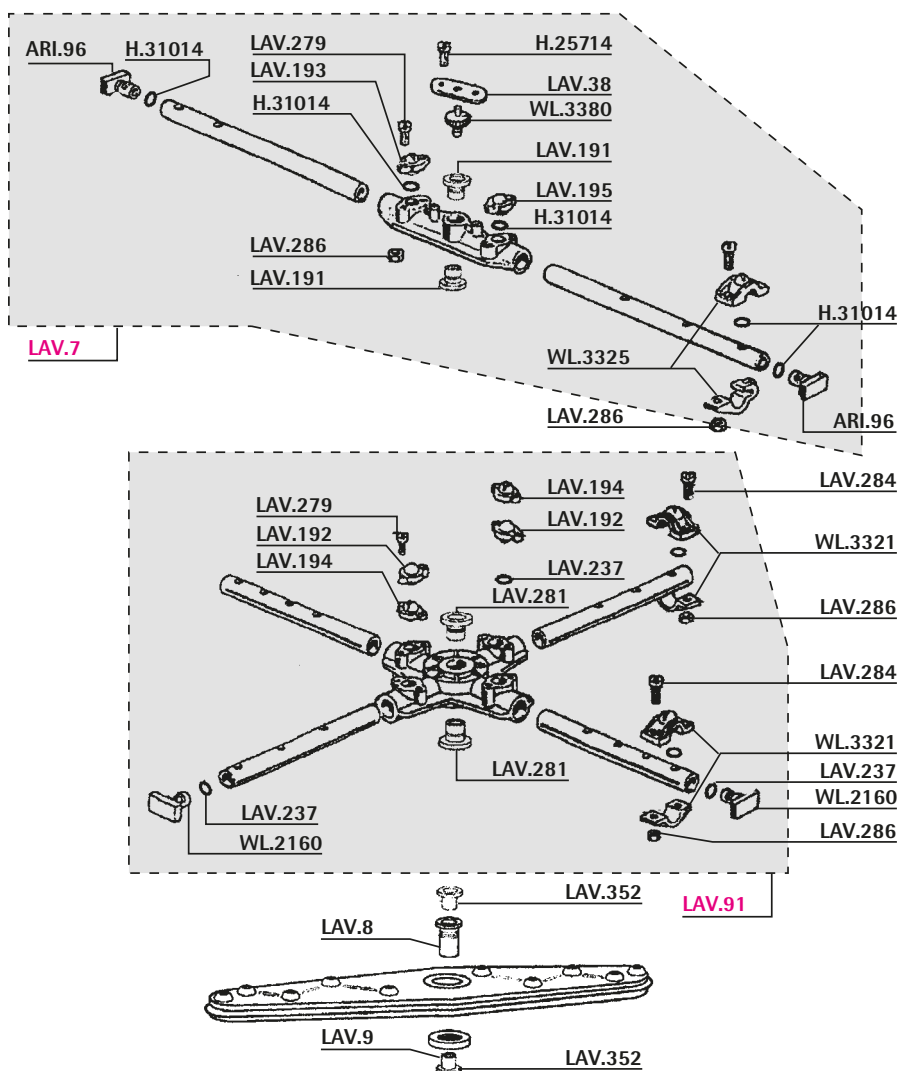 LAV.279
H.25714
ARI.96
H.31014
LAV.193
LAV.38
H.31014
WL.3380
LAV.191
LAV.195
H.31014
LAV.286
LAV.191
H.31014
LAV.7
WL.3325
LAV.286
ARI.96
LAV.284
LAV.194
LAV.279
LAV.192
LAV.192
WL.3321
LAV.194
LAV.237
LAV.281
LAV.286
LAV.284
WL.3321
LAV.281
LAV.237
WL.2160
LAV.237
LAV.286
WL.2160
LAV.352
LAV.91
LAV.8
LAV.9
LAV.352